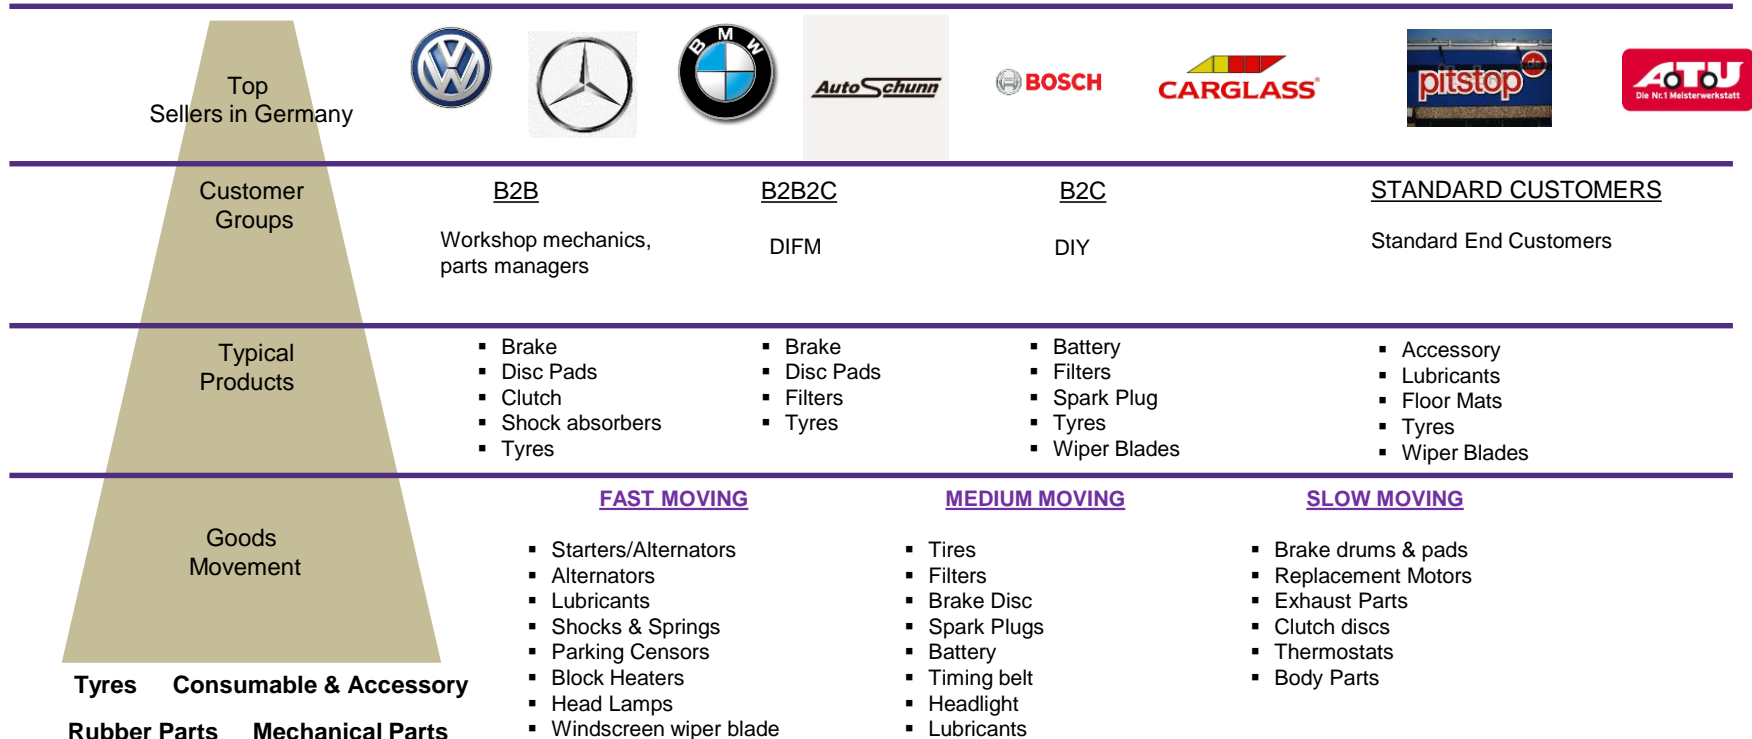 Top
Sellers in Germany
BMW
Auto Schunn
BOSCH
CARGLASS®
pitstop
.de
ATU
Die Nr.1 Meisterwerkstatt
Customer
Groups
B2B
B2B2C
B2C
STANDARD CUSTOMERS
Workshop mechanics,
parts managers
DIFM
DIY
Standard End Customers
Typical
Products
▪ Brake
▪ Disc Pads
▪ Clutch
▪ Shock absorbers
▪ Tyres
▪ Brake
▪ Disc Pads
▪ Filters
▪ Tyres
▪ Battery
▪ Filters
▪ Spark Plug
▪ Tyres
▪ Wiper Blades
▪ Accessory
▪ Lubricants
▪ Floor Mats
▪ Tyres
▪ Wiper Blades
Goods
Movement
FAST MOVING
▪ Starters/Alternators
▪ Alternators
▪ Lubricants
▪ Shocks & Springs
▪ Parking Censors
▪ Block Heaters
▪ Head Lamps
▪ Windscreen wiper blade
MEDIUM MOVING
▪ Tires
▪ Filters
▪ Brake Disc
▪ Spark Plugs
▪ Battery
▪ Timing belt
▪ Headlight
▪ Lubricants
SLOW MOVING
▪ Brake drums & pads
▪ Replacement Motors
▪ Exhaust Parts
▪ Clutch discs
▪ Thermostats
▪ Body Parts
Tyres Consumable & Accessory
Rubber Parts Mechanical Parts